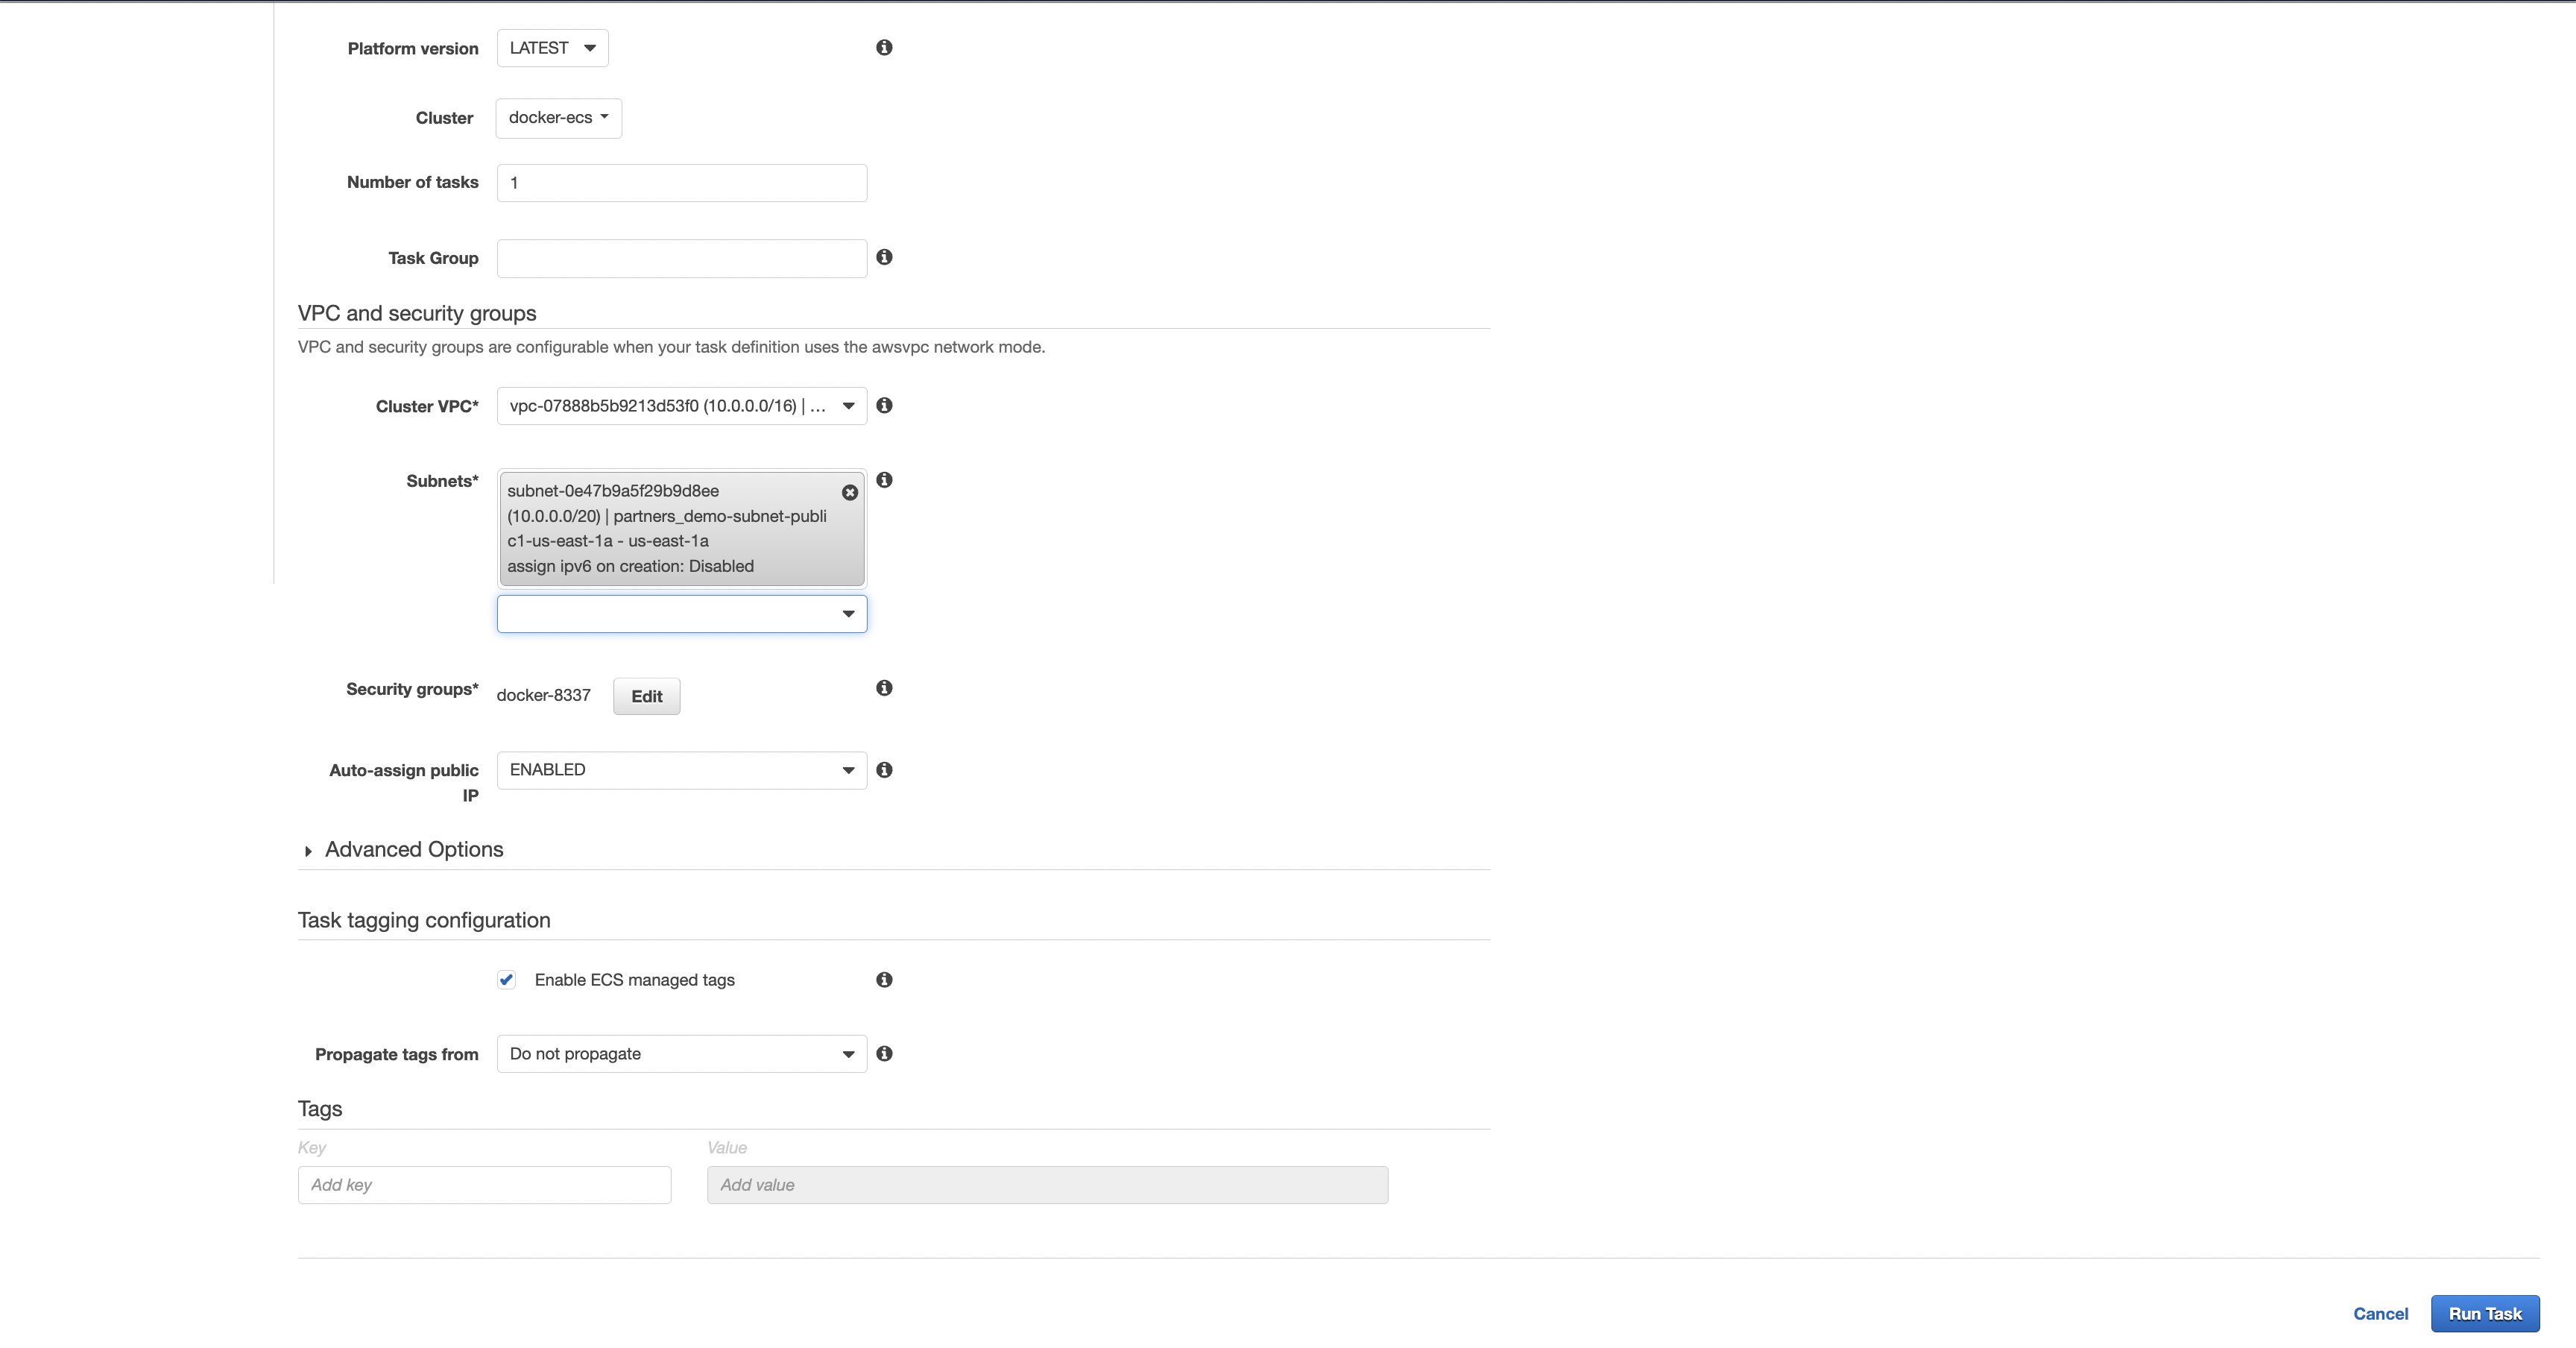 Platform version LATEST
Cluster docker-ecs
Number of tasks 1
Task Group
VPC and security groups
VPC and security groups are configurable when your task definition uses the awsvpc network mode.
Cluster VPC* vpc-07888b5b9213d53f0 (10.0.0.0/16) | ...
Subnets* subnet-0e47b9a5f29b9d8ee
(10.0.0.0/20) | partners_demo-subnet-publi
c1-us-east-1a - us-east-1a
assign ipv6 on creation: Disabled
Security groups* docker-8337 Edit
Auto-assign public IP ENABLED
Advanced Options
Task tagging configuration
Enable ECS managed tags
Propagate tags from Do not propagate
Tags
Key Value
Add key Add value
Cancel Run Task